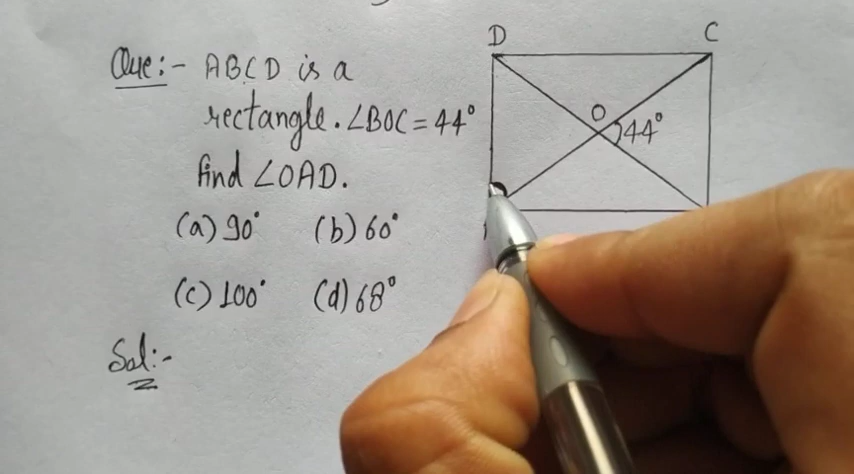 Que:- ABCD is a
rectangle. ∠BOC = 44°
find ∠OAD.
(a) 90° (b) 60°
(c) 100° (d) 68°
Sol:-
D C
O
44°